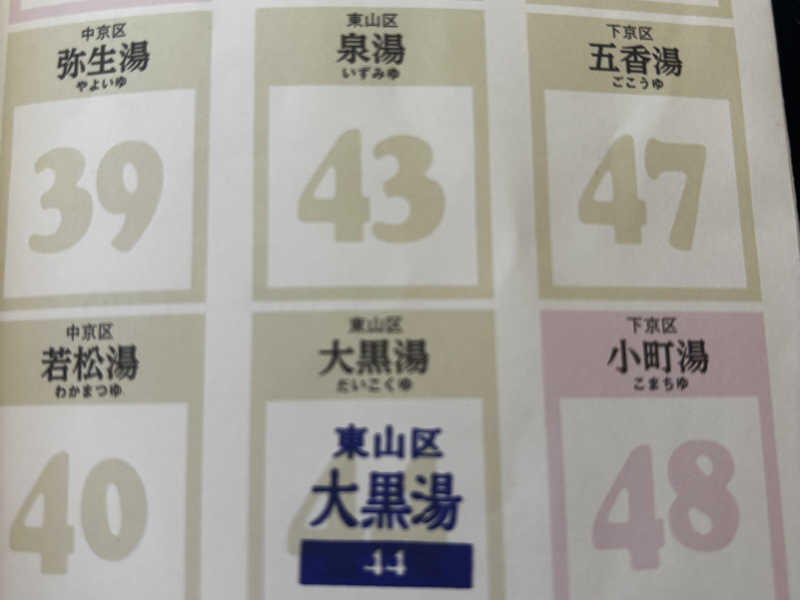 中京区
弥生湯
やよいゆ
39
東山区
泉湯
いずみゆ
43
下京区
五香湯
ごこうゆ
47
中京区
若松湯
わかまつゆ
40
東山区
大黒湯
だいこくゆ
東山区
大黒湯
44
下京区
小町湯
こまちゆ
48